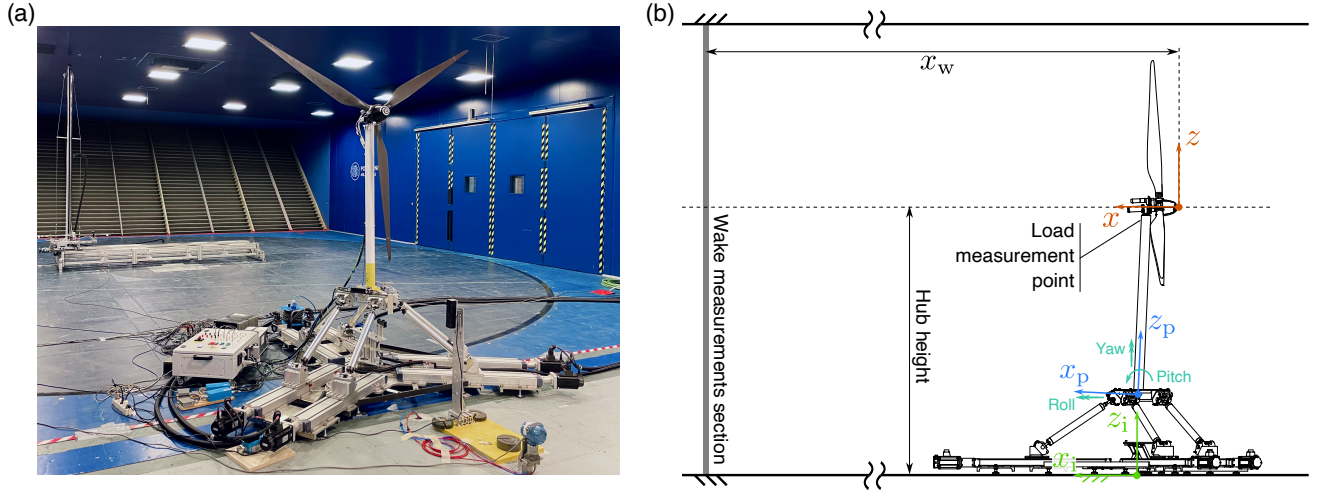 (a)
(b)
x_w
z
x
Load
measurement
point
Wake measurements section
Hub height
z_p
Yaw
x_p
Pitch
Roll
z_i
x_i